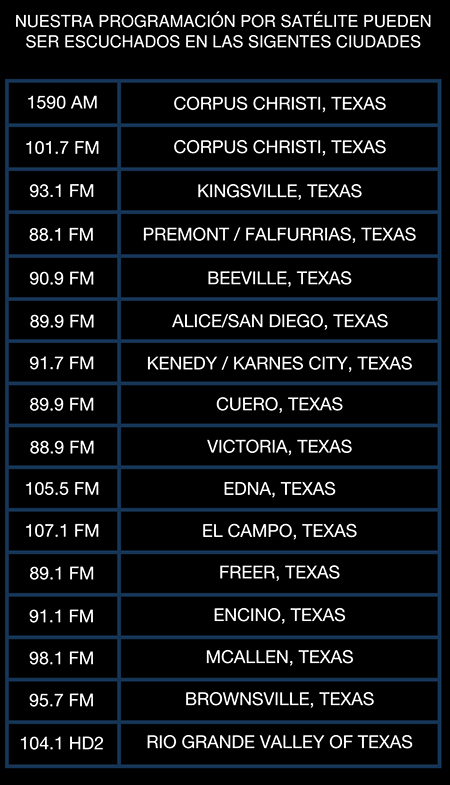 NUESTRA PROGRAMACIÓN POR SATÉLITE PUEDEN
SER ESCUCHADOS EN LAS SIGENTES CIUDADES
1590 AM CORPUS CHRISTI, TEXAS
101.7 FM CORPUS CHRISTI, TEXAS
93.1 FM KINGSVILLE, TEXAS
88.1 FM PREMONT / FALFURRIAS, TEXAS
90.9 FM BEEVILLE, TEXAS
89.9 FM ALICE/SAN DIEGO, TEXAS
91.7 FM KENEDY / KARNES CITY, TEXAS
89.9 FM CUERO, TEXAS
88.9 FM VICTORIA, TEXAS
105.5 FM EDNA, TEXAS
107.1 FM EL CAMPO, TEXAS
89.1 FM FREER, TEXAS
91.1 FM ENCINO, TEXAS
98.1 FM MCALLEN, TEXAS
95.7 FM BROWNSVILLE, TEXAS
104.1 HD2 RIO GRANDE VALLEY OF TEXAS